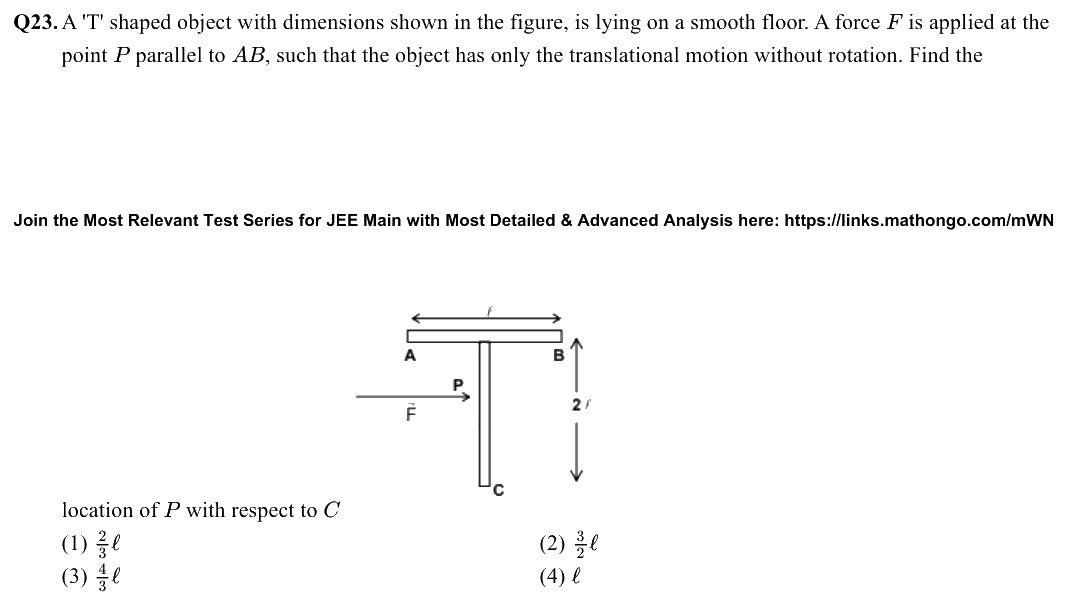 Q23. A 'T' shaped object with dimensions shown in the figure, is lying on a smooth floor. A force F is applied at the
point P parallel to AB, such that the object has only the translational motion without rotation. Find the
Join the Most Relevant Test Series for JEE Main with Most Detailed & Advanced Analysis here: https://links.mathongo.com/mWN
ℓ
A
B
P
2ℓ
F⃗
C
location of P with respect to C
(1) 2/3 ℓ
(2) 3/2 ℓ
(3) 4/3 ℓ
(4) ℓ